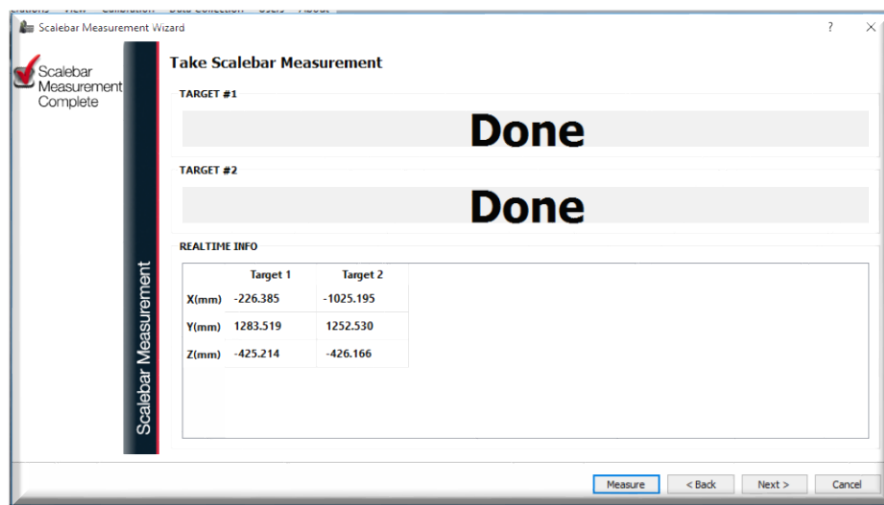 Scalebar Measurement Wizard
? ×
Scalebar
Measurement
Complete
Scalebar Measurement
Take Scalebar Measurement
TARGET #1
Done
TARGET #2
Done
REALTIME INFO
Target 1 Target 2
X(mm) -226.385 -1025.195
Y(mm) 1283.519 1252.530
Z(mm) -425.214 -426.166
Measure < Back Next > Cancel